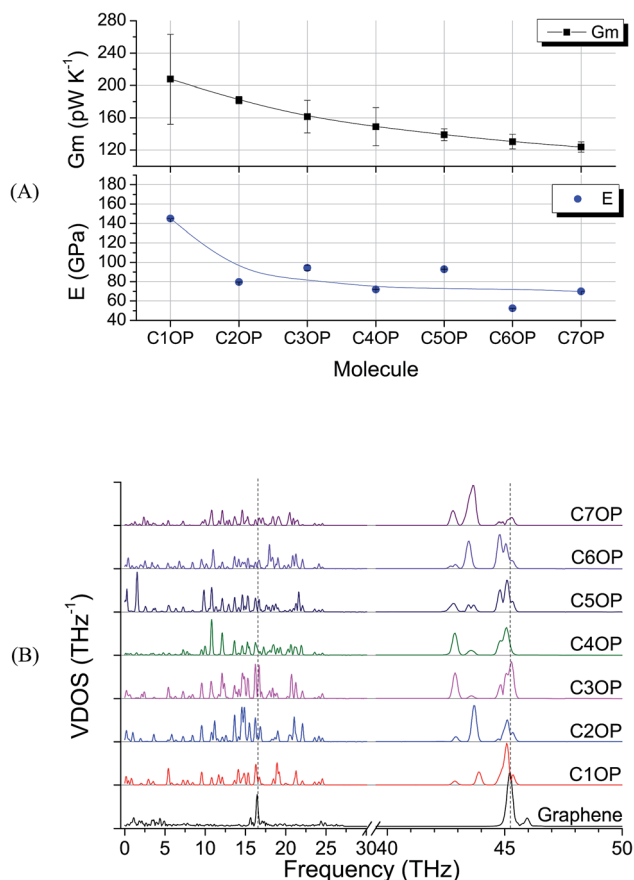 (A)
Gm (pW K⁻¹)
280
240
200
160
120
Gm
E (GPa)
180
160
140
120
100
80
60
40
E
C1OP C2OP C3OP C4OP C5OP C6OP C7OP
Molecule
(B)
VDOS (THz⁻¹)
C7OP
C6OP
C5OP
C4OP
C3OP
C2OP
C1OP
Graphene
0 5 10 15 20 25 30 40 45 50
Frequency (THz)